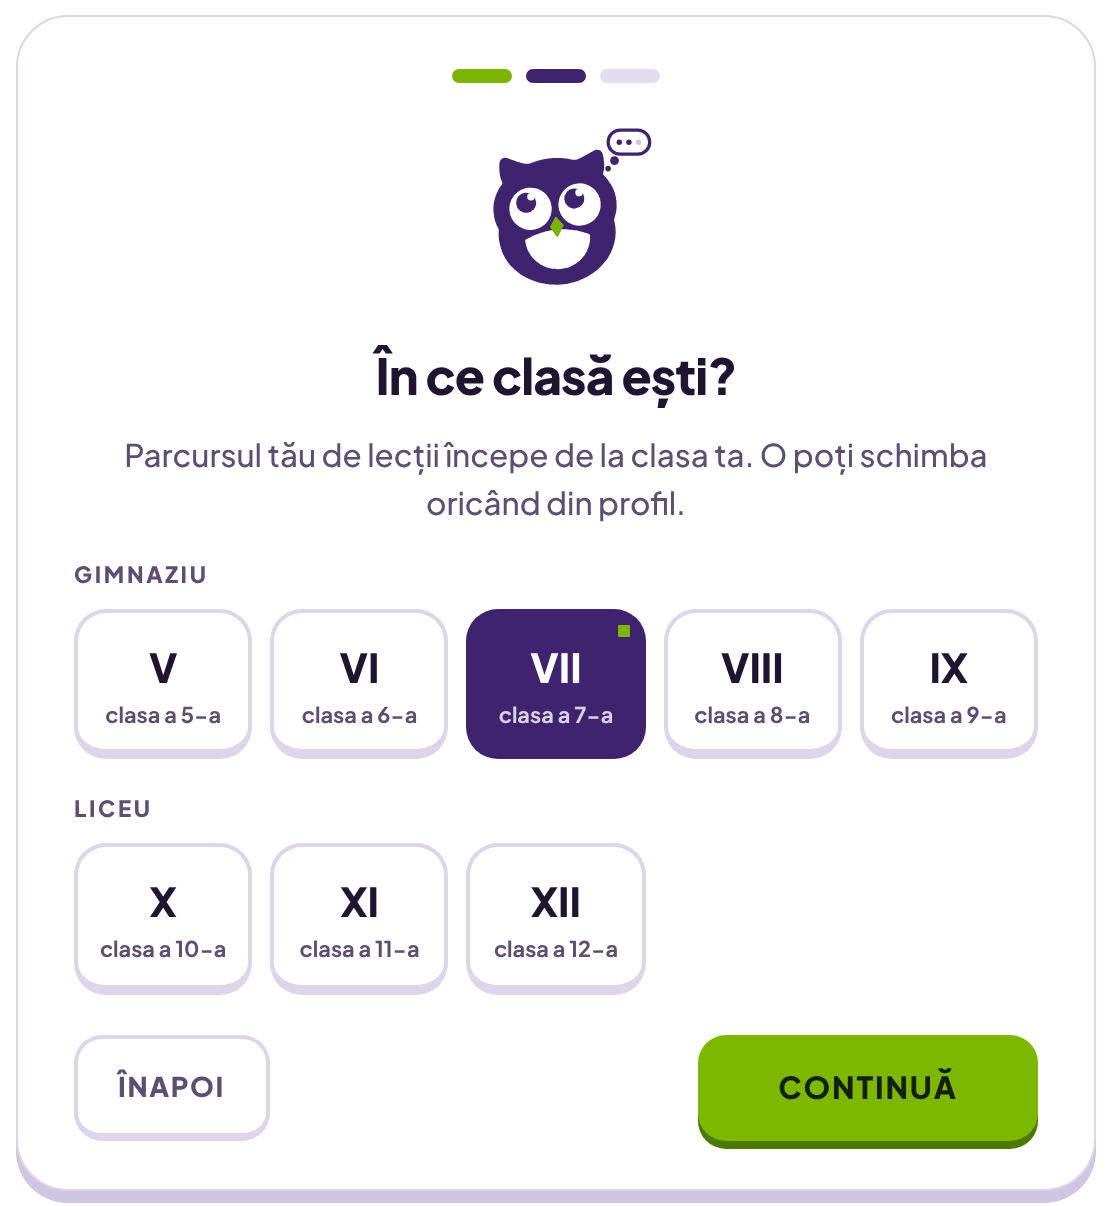 În ce clasă ești?
Parcursul tău de lecții începe de la clasa ta. O poți schimba
oricând din profil.
GIMNAZIU
V
clasa a 5-a
VI
clasa a 6-a
VII
clasa a 7-a
VIII
clasa a 8-a
IX
clasa a 9-a
LICEU
X
clasa a 10-a
XI
clasa a 11-a
XII
clasa a 12-a
ÎNAPOI
CONTINUĂ